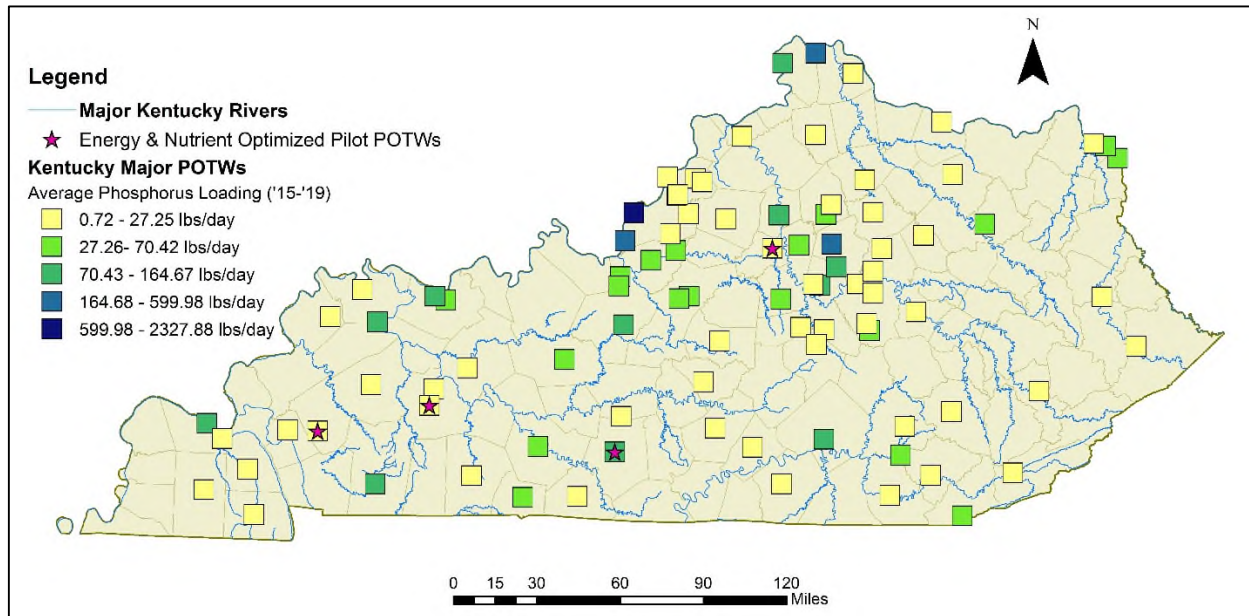 N
Legend
Major Kentucky Rivers
Energy & Nutrient Optimized Pilot POTWs
Kentucky Major POTWs
Average Phosphorus Loading ('15-'19)
0.72 - 27.25 lbs/day
27.26- 70.42 lbs/day
70.43 - 164.67 lbs/day
164.68 - 599.98 lbs/day
599.98 - 2327.88 lbs/day
0 15 30 60 90 120
Miles